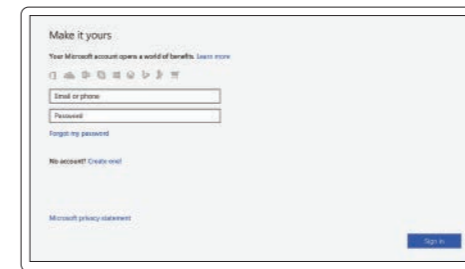 Make it yours
Your Microsoft account opens a world of benefits. Learn more
Email or phone
Password
Forgot my password
No account? Create one!
Microsoft privacy statement
Sign in